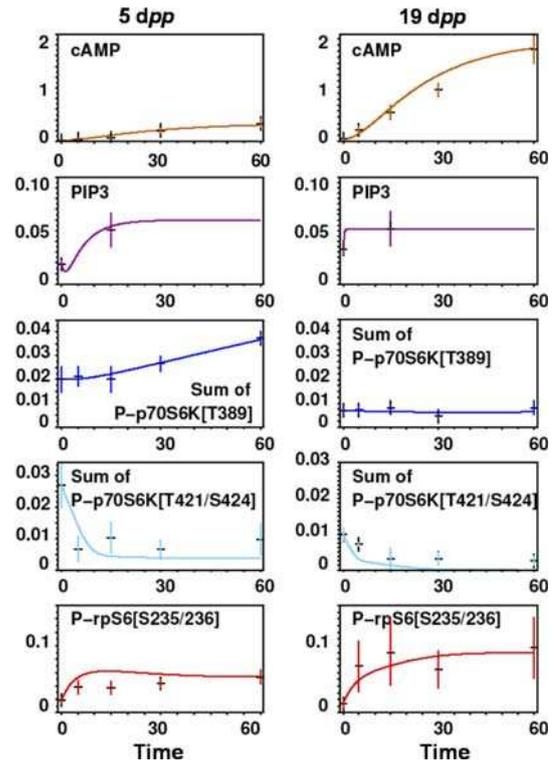 5 dpp 19 dpp
2 cAMP
1
0
0 30 60
2 cAMP
1
0
0 30 60
0.10 PIP3
0.05
0
0 30 60
0.10 PIP3
0.05
0
0 30 60
0.04
0.03
0.02 Sum of
0.01 P-p70S6K[T389]
0
0 30 60
0.04 Sum of
0.03 P-p70S6K[T389]
0.02
0.01
0
0 30 60
0.03 Sum of
0.02 P-p70S6K[T421/S424]
0.01
0
0 30 60
0.03 Sum of
0.02 P-p70S6K[T421/S424]
0.01
0
0 30 60
P-rpS6[S235/236]
0.1
0
0 30 60
Time
P-rpS6[S235/236]
0.1
0
0 30 60
Time